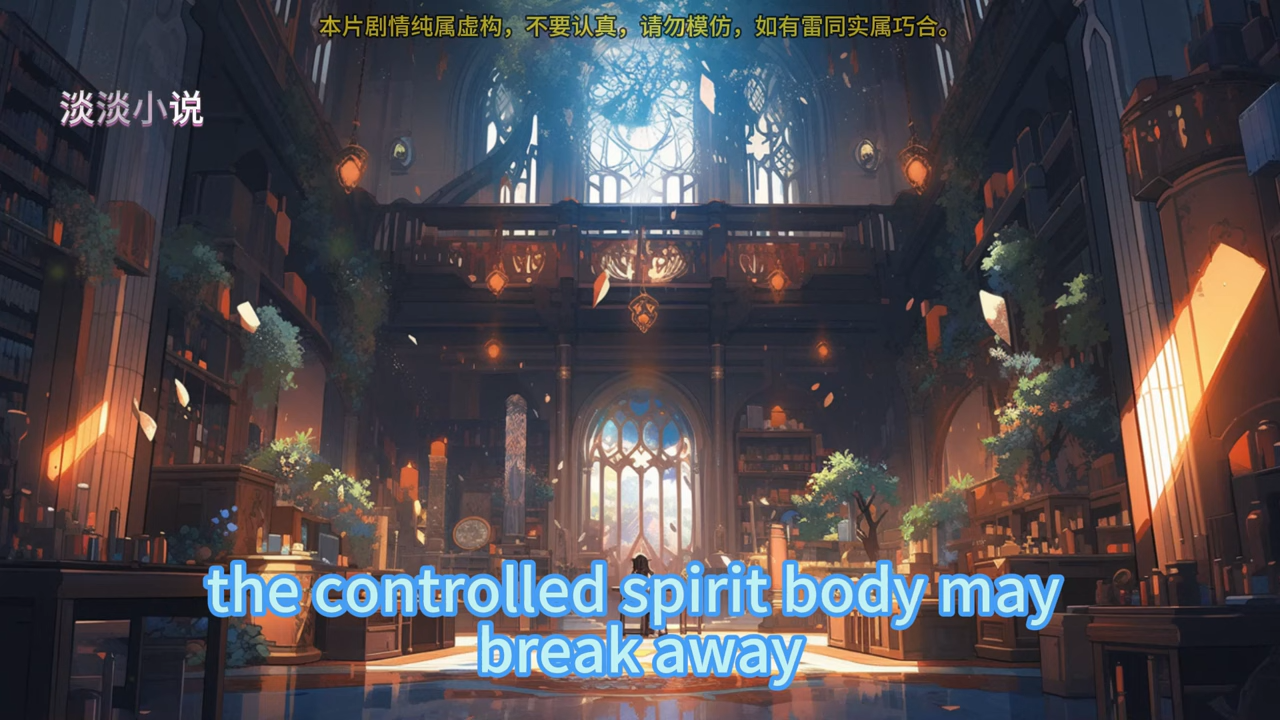 本片剧情纯属虚构，不要认真，请勿模仿，如有雷同实属巧合。
淡淡小说
the controlled spirit body may
break away